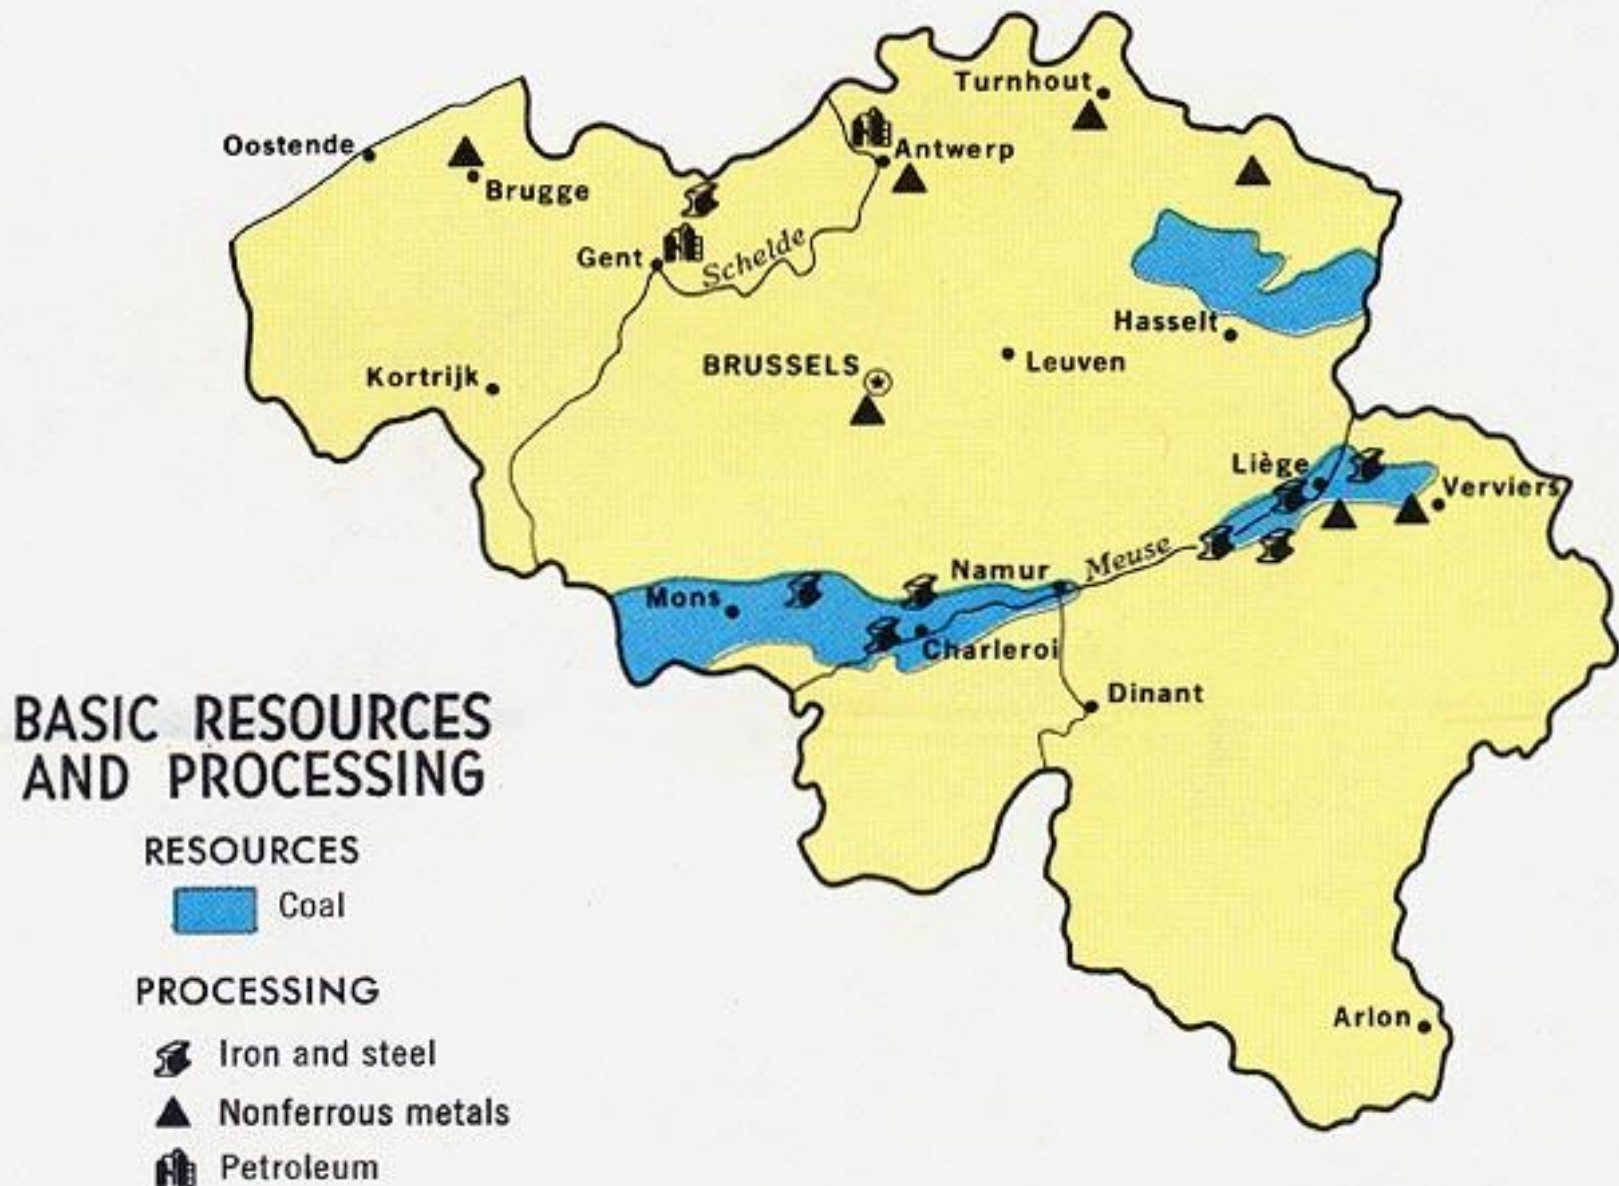 Turnhout
Oostende
Antwerp
Brugge
Gent
Schelde
Hasselt
BRUSSELS
Leuven
Kortrijk
Liège
Verviers
Namur
Meuse
Mons
Charleroi
Dinant
Arlon
BASIC RESOURCES
AND PROCESSING
RESOURCES
Coal
PROCESSING
Iron and steel
Nonferrous metals
Petroleum